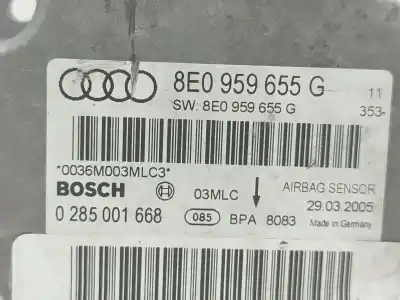 8E0 959 655 G
11
SW: 8E0 959 655 G
353-
*0036M003MLC3*
BOSCH
03MLC
AIRBAG SENSOR
29.03.2005
0 285 001 668
085
BPA 8083
Made in Germany